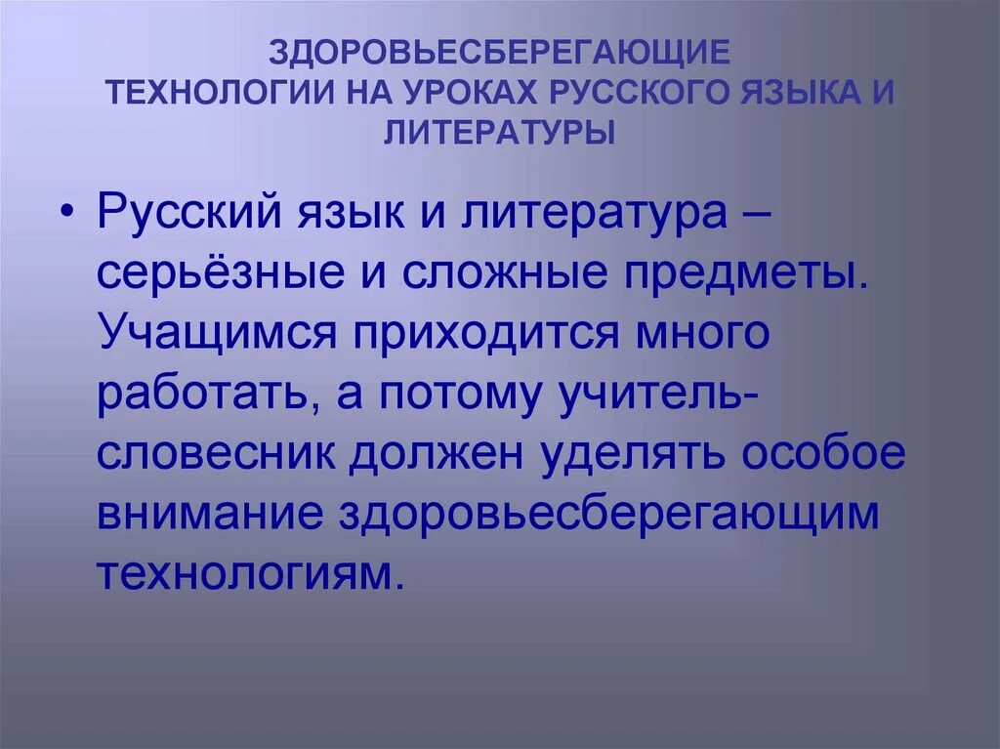 ЗДОРОВЬЕСБЕРЕГАЮЩИЕ
ТЕХНОЛОГИИ НА УРОКАХ РУССКОГО ЯЗЫКА И
ЛИТЕРАТУРЫ
• Русский язык и литература –
серьёзные и сложные предметы.
Учащимся приходится много
работать, а потому учитель-
словесник должен уделять особое
внимание здоровьесберегающим
технологиям.